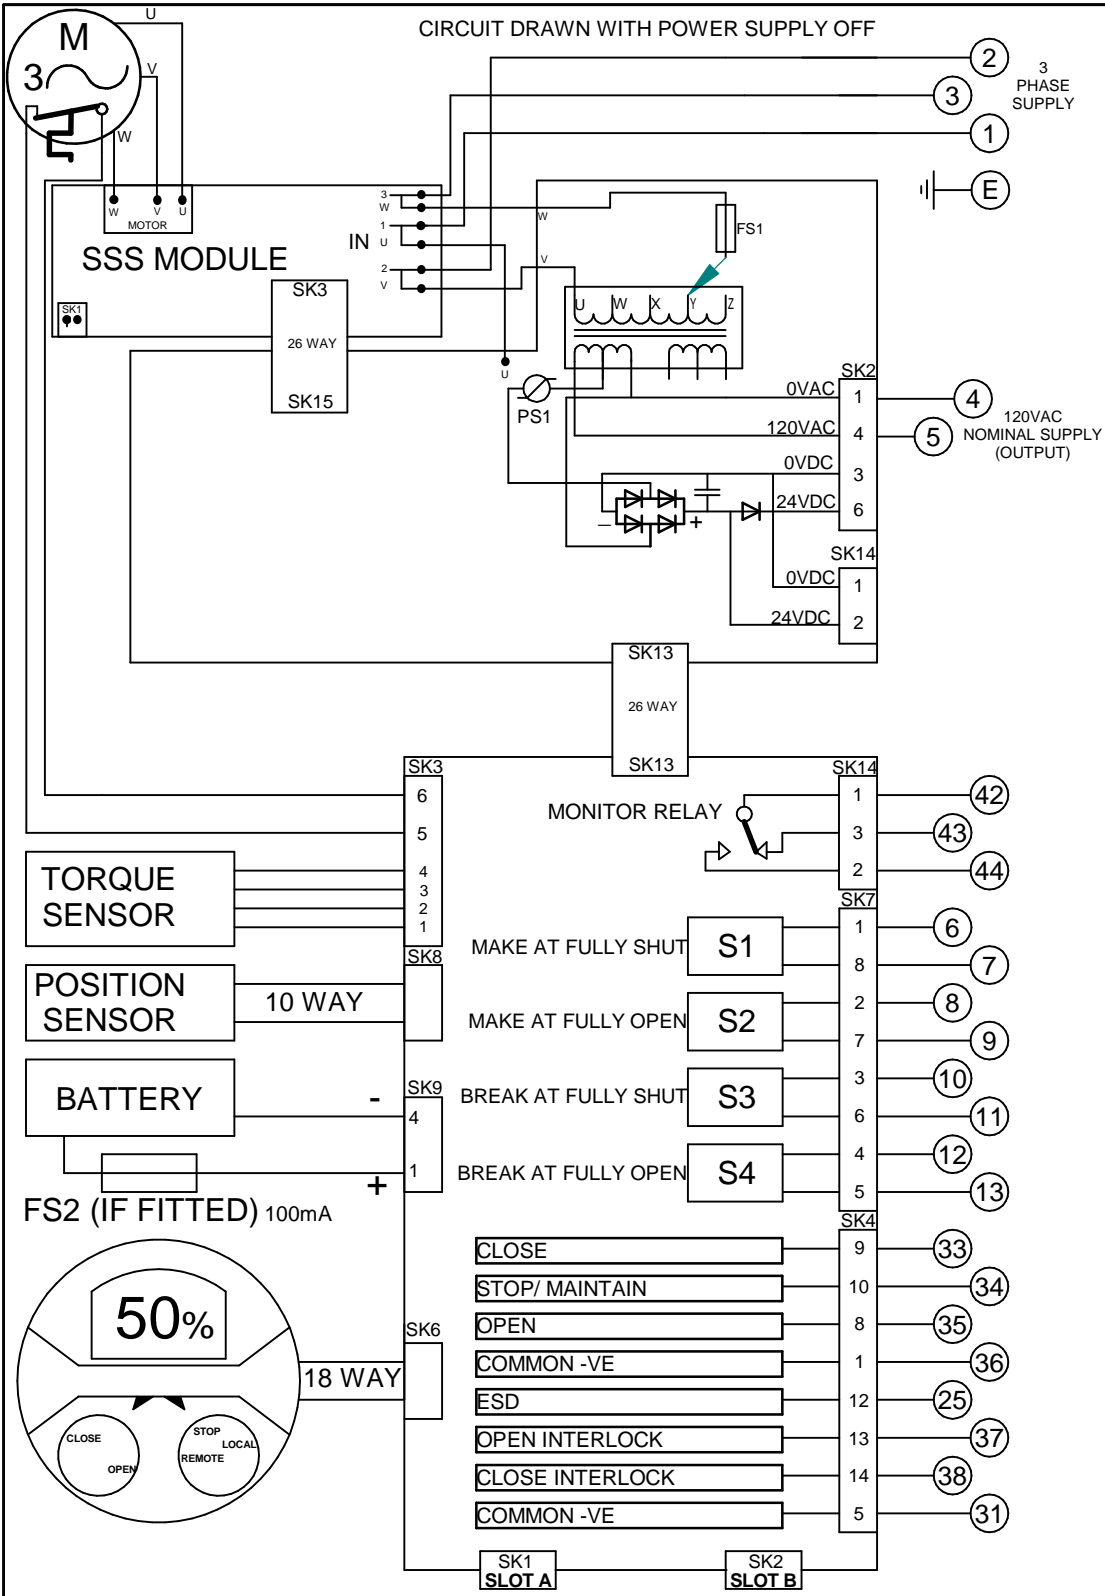 CIRCUIT DRAWN WITH POWER SUPPLY OFF
U
M
3
V
W
2
3
3
PHASE
SUPPLY
1
E
W
V
U
MOTOR
SSS MODULE
SK1
IN
3
W
1
U
2
V
W
V
U
FS1
SK3
26 WAY
SK15
U
W
X
Y
Z
PS1
SK2
0VAC
1
4
120VAC
4
5
120VAC
NOMINAL SUPPLY
(OUTPUT)
0VDC
3
24VDC
6
–
+
SK14
0VDC
1
24VDC
2
SK13
26 WAY
SK13
SK3
6
5
4
3
2
1
TORQUE
SENSOR
POSITION
SENSOR
10 WAY
SK8
BATTERY
-
+
SK9
4
1
FS2 (IF FITTED) 100mA
50%
CLOSE
OPEN
STOP
LOCAL
REMOTE
18 WAY
SK6
MONITOR RELAY
SK14
1
42
3
43
2
44
SK7
MAKE AT FULLY SHUT
S1
1
6
8
7
MAKE AT FULLY OPEN
S2
2
8
7
9
BREAK AT FULLY SHUT
S3
3
10
6
11
BREAK AT FULLY OPEN
S4
4
12
5
13
SK4
CLOSE
9
33
STOP/ MAINTAIN
10
34
OPEN
8
35
COMMON -VE
1
36
ESD
12
25
OPEN INTERLOCK
13
37
CLOSE INTERLOCK
14
38
COMMON -VE
5
31
SK1
SLOT A
SK2
SLOT B